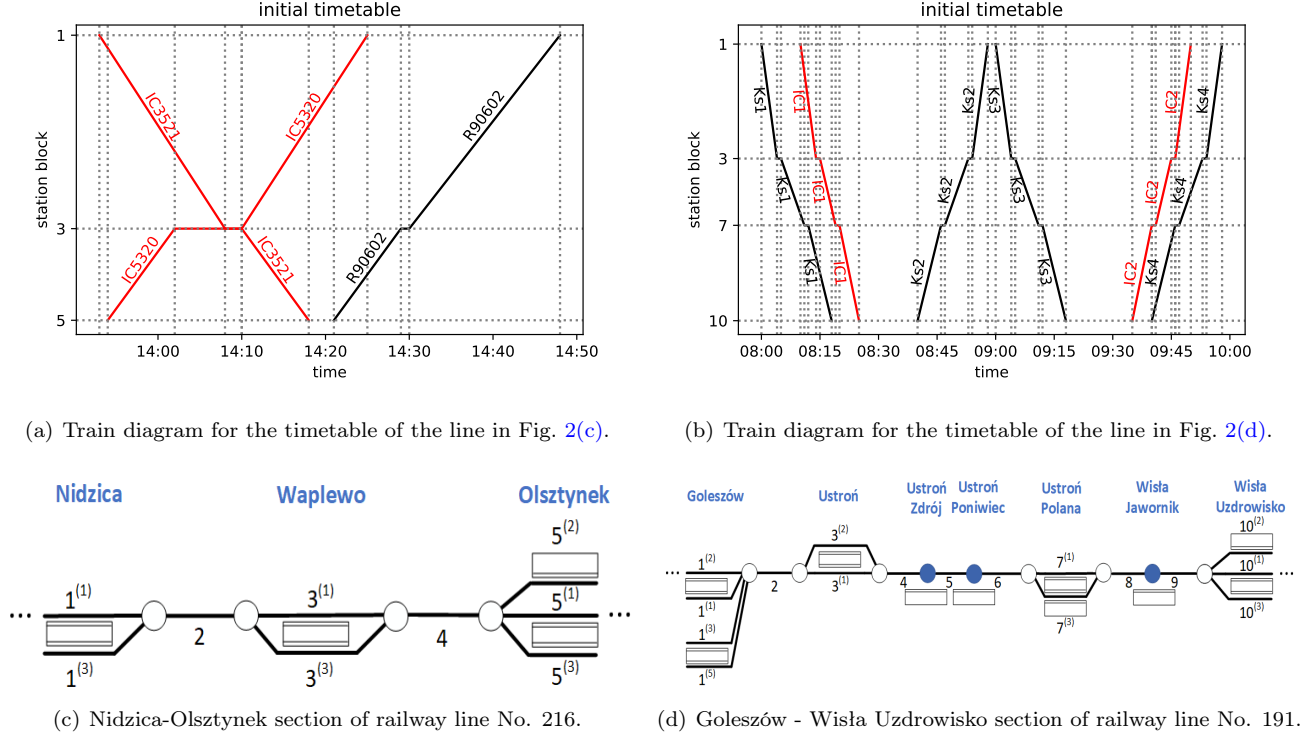 initial timetable
1
3
5
station block
IC3521
IC5320
R90602
IC5320
IC3521
R90602
14:00 14:10 14:20 14:30 14:40 14:50
time
(a) Train diagram for the timetable of the line in Fig. 2(c).
initial timetable
1
3
7
10
station block
Ks1 IC1 Ks2 Ks3 IC2 Ks4
Ks1 IC1 Ks2 Ks3 IC2 Ks4
Ks1 IC1 Ks2 Ks3 IC2 Ks4
08:00 08:15 08:30 08:45 09:00 09:15 09:30 09:45 10:00
time
(b) Train diagram for the timetable of the line in Fig. 2(d).
Nidzica Waplewo Olsztynek
5(2)
... 1(1) 3(1) 5(1) ...
2 4
1(3) 3(3) 5(3)
(c) Nidzica-Olsztynek section of railway line No. 216.
Goleszów Ustroń Ustroń Zdrój Ustroń Poniwiec Ustroń Polana Wisła Jawornik Wisła Uzdrowisko
3(2) 10(2)
... 1(2) 7(1) 10(1) ...
2 3(1) 4 5 6 8 9
1(1) 10(3)
1(3) 7(3)
1(5)
(d) Goleszów - Wisła Uzdrowisko section of railway line No. 191.